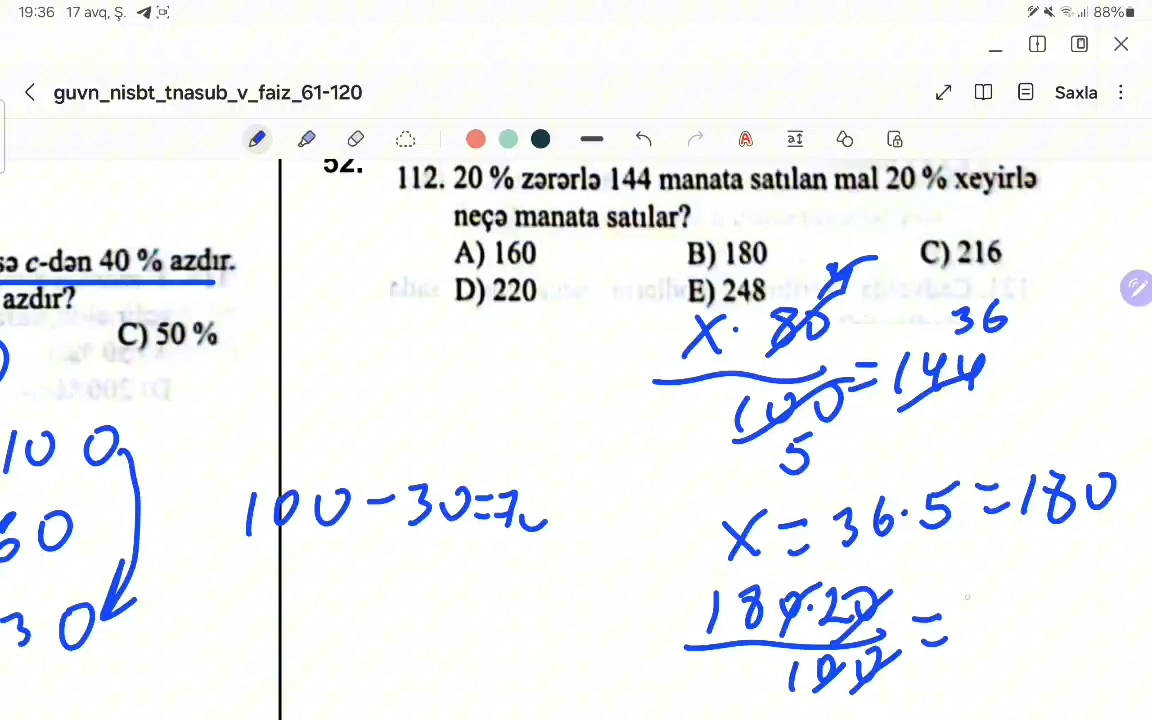 19:36 17 avq, Ş. 88%
guvn_nisbt_tnasub_v_faiz_61-120 Saxla
52.
sə c-dən 40 % azdır.
azdır?
C) 50 %
100
60
30
100-30=70
112. 20 % zərərlə 144 manata satılan mal 20 % xeyirlə
neçə manata satılar?
A) 160 B) 180 C) 216
D) 220 E) 248
4
x · 80 36
= 144
100
5
x = 36 · 5 = 180
180 · 20
=
100